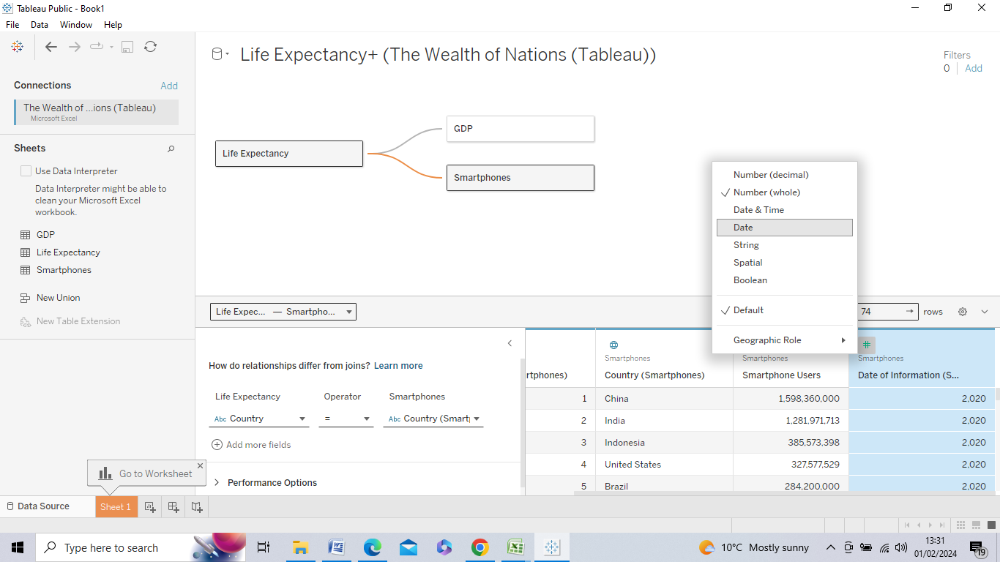 Tableau Public - Book1
File Data Window Help
Life Expectancy+ (The Wealth of Nations (Tableau))
Filters
0 Add
Connections Add
The Wealth of ...ions (Tableau)
Microsoft Excel
Sheets
Use Data Interpreter
Data Interpreter might be able to
clean your Microsoft Excel
workbook.
GDP
Life Expectancy
Smartphones
New Union
New Table Extension
Life Expectancy
GDP
Smartphones
Number (decimal)
Number (whole)
Date & Time
Date
String
Spatial
Boolean
Default
Geographic Role
Life Expec... — Smartpho...
74 rows
How do relationships differ from joins? Learn more
Life Expectancy Operator Smartphones
Abc Country = Abc Country (Smart
Add more fields
Performance Options
Smartphones Smartphones Smartphones
rtphones) Country (Smartphones) Smartphone Users Date of Information (S...
1 China 1,598,360,000 2,020
2 India 1,281,971,713 2,020
3 Indonesia 385,573,398 2,020
4 United States 327,577,529 2,020
5 Brazil 284,200,000 2,020
Go to Worksheet
Data Source Sheet 1
Type here to search
10°C Mostly sunny
13:31
01/02/2024
19